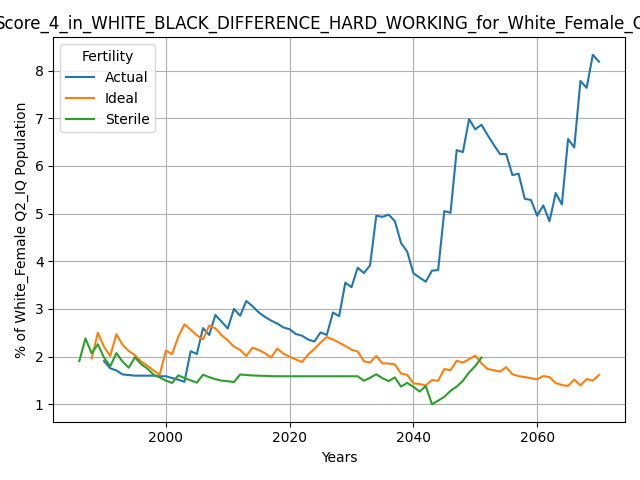 Score_4_in_WHITE_BLACK_DIFFERENCE_HARD_WORKING_for_White_Female_
Fertility
Actual
Ideal
Sterile
% of White_Female Q2_IQ Population
8
7
6
5
4
3
2
1
2000 2020 2040 2060
Years